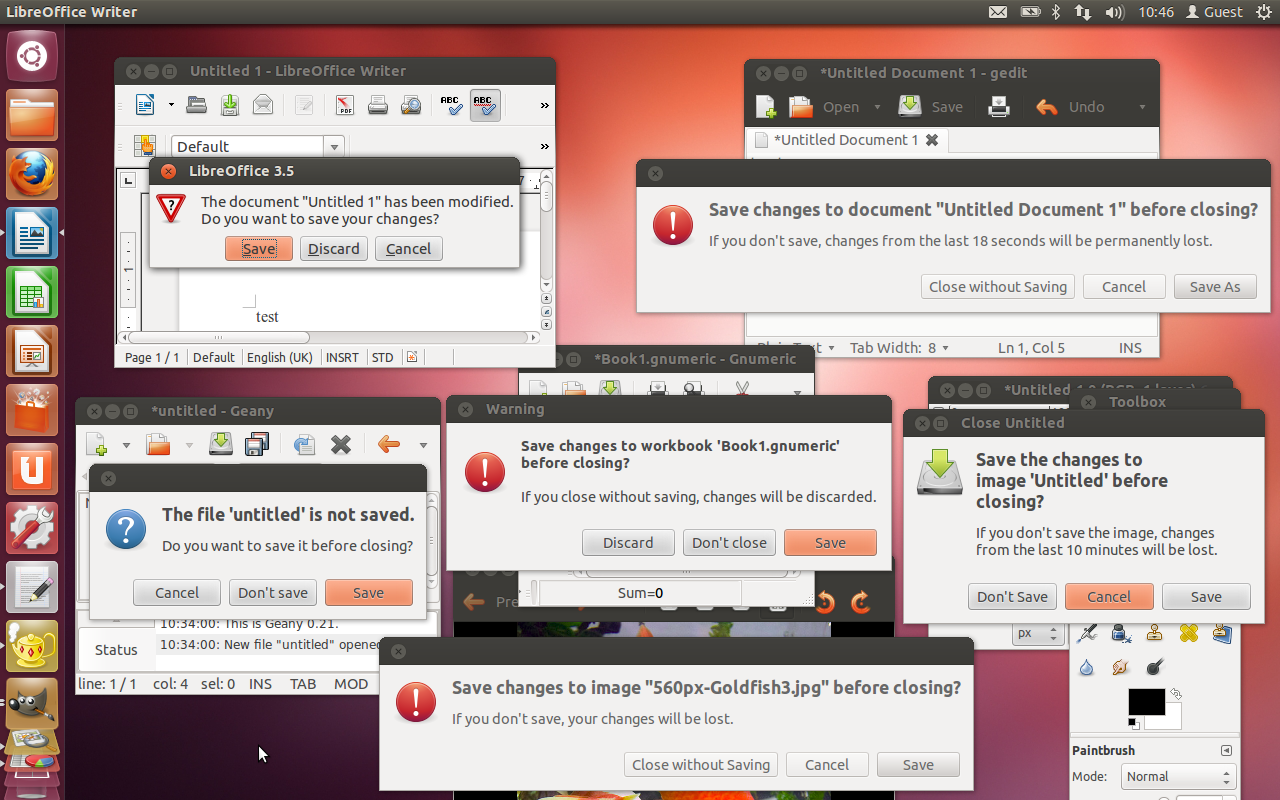 LibreOffice Writer
10:46 Guest
Untitled 1 - LibreOffice Writer
PDF
ABC
ABC
Default
LibreOffice 3.5
The document "Untitled 1" has been modified.
Do you want to save your changes?
Save Discard Cancel
test
Page 1 / 1 Default English (UK) INSRT STD
*Untitled Document 1 - gedit
Open Save Undo
*Untitled Document 1
Save changes to document "Untitled Document 1" before closing?
If you don't save, changes from the last 18 seconds will be permanently lost.
Close without Saving Cancel Save As
Plain Text Tab Width: 8 Ln 1, Col 5 INS
*Book1.gnumeric - Gnumeric
Warning
Save changes to workbook 'Book1.gnumeric'
before closing?
If you close without saving, changes will be discarded.
Discard Don't close Save
Sum=0
*untitled - Geany
The file 'untitled' is not saved.
Do you want to save it before closing?
Cancel Don't save Save
Status
10:34:00: This is Geany 0.21.
10:34:00: New file "untitled" opened
line: 1 / 1 col: 4 sel: 0 INS TAB MOD
Toolbox
Close Untitled
Save the changes to
image 'Untitled' before
closing?
If you don't save the image, changes
from the last 10 minutes will be lost.
Don't Save Cancel Save
px
Paintbrush
Mode: Normal
Save changes to image "560px-Goldfish3.jpg" before closing?
If you don't save, your changes will be lost.
Close without Saving Cancel Save